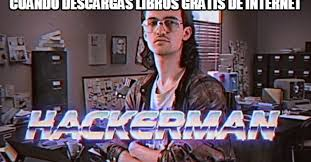 CUANDO DESCARGAS LIBROS GRATIS DE INTERNET
HACKERMAN